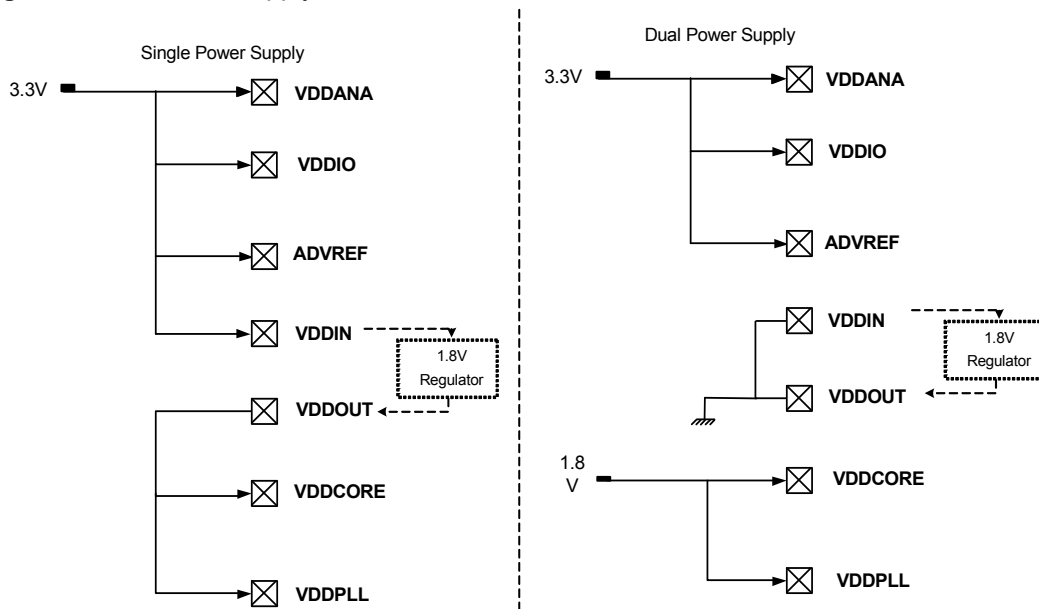 Single Power Supply
3.3V
VDDANA
VDDIO
ADVREF
VDDIN
1.8V
Regulator
VDDOUT
VDDCORE
VDDPLL
Dual Power Supply
3.3V
VDDANA
VDDIO
ADVREF
VDDIN
1.8V
Regulator
VDDOUT
1.8
V
VDDCORE
VDDPLL